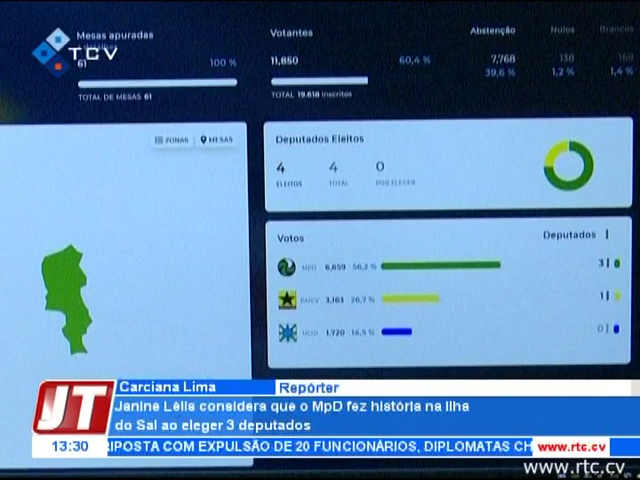 Mesas apuradas
TCV
61
100 %
TOTAL DE MESAS 61
Votantes
11,850
60,4 %
TOTAL 19.618 Inscritos
Abstenção
7,768
39,6 %
Nulos
138
1,2 %
Brancos
169
1,4 %
ZONAS
MESAS
Deputados Eleitos
4
ELEITOS
4
TOTAL
0
POR ELEGER
Votos
Deputados
MPD 6,659 56,2 % 3
PAICV 3,163 26,7 % 1
UCID 1,720 14,5 % 0
JT
Carciana Lima
Repórter
Janine Lélis considera que o MpD fez história na Ilha
do Sal ao eleger 3 deputados
13:30
RIPOSTA COM EXPULSÃO DE 20 FUNCIONÁRIOS, DIPLOMATAS CH
www.rtc.cv
www.rtc.cv